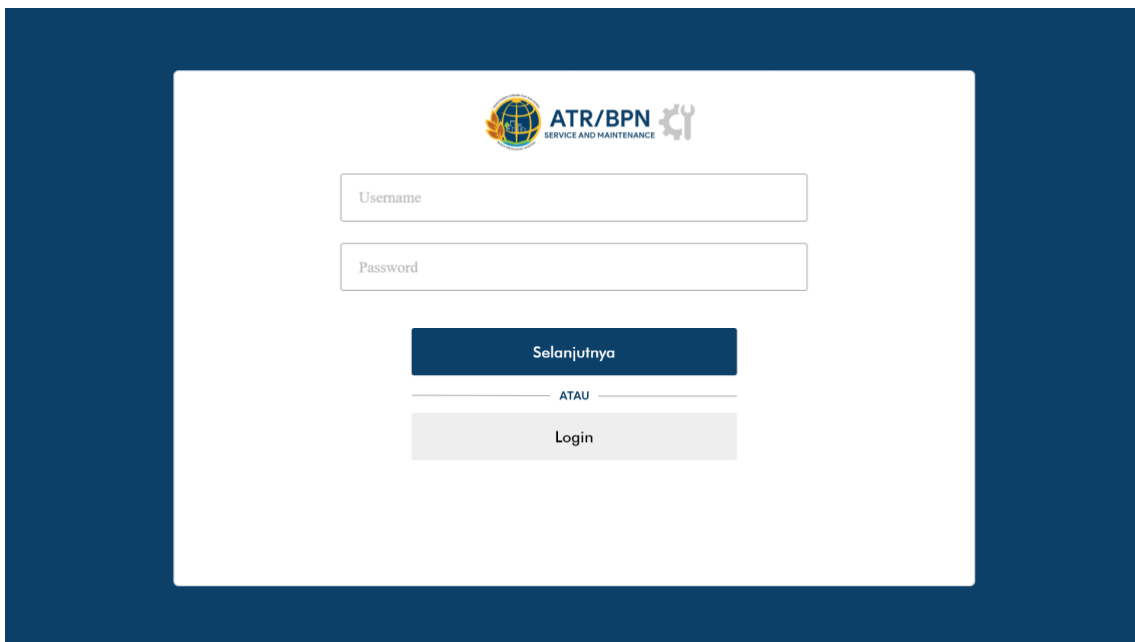 ATR/BPN
SERVICE AND MAINTENANCE
Username
Password
Selanjutnya
ATAU
Login